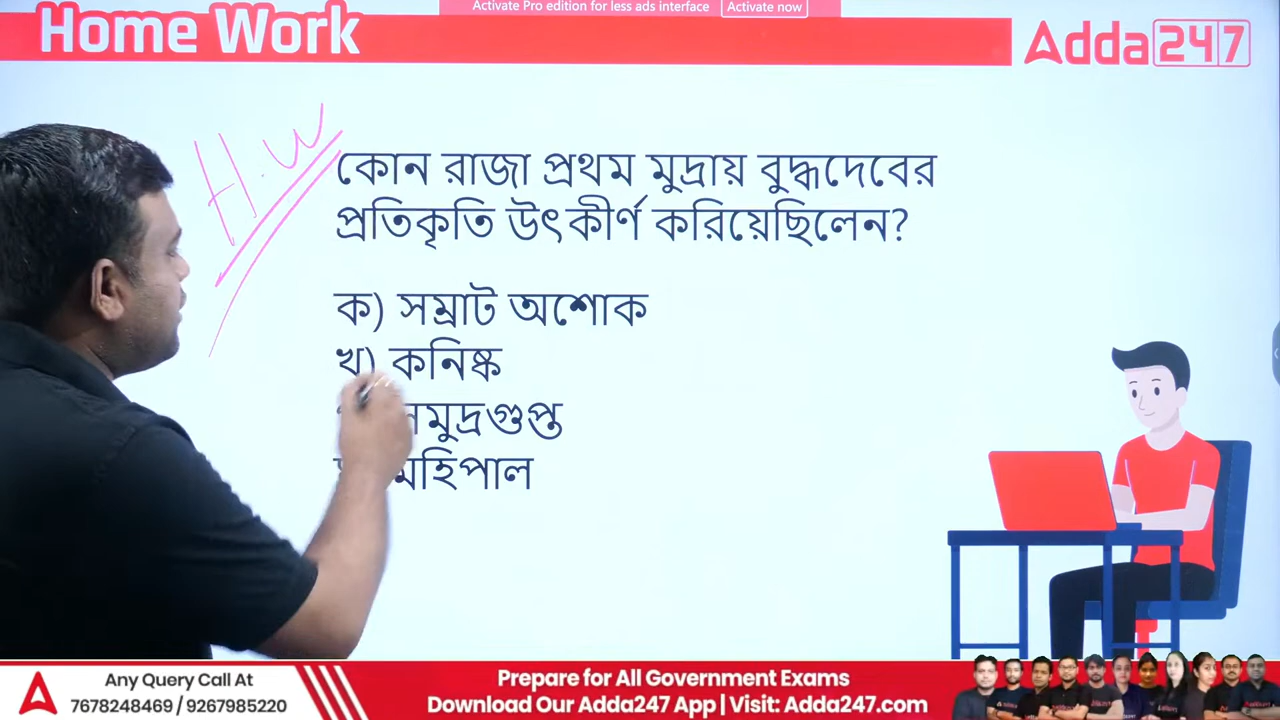 Activate Pro edition for less ads interface Activate now
Home Work
Adda247
H.W
কোন রাজা প্রথম মুদ্রায় বুদ্ধদেবের
প্রতিকৃতি উৎকীর্ণ করিয়েছিলেন?
ক) সম্রাট অশোক
খ) কনিষ্ক
সমুদ্রগুপ্ত
মহিপাল
Any Query Call At
7678248469 / 9267985220
Prepare for All Government Exams
Download Our Adda247 App | Visit: Adda247.com